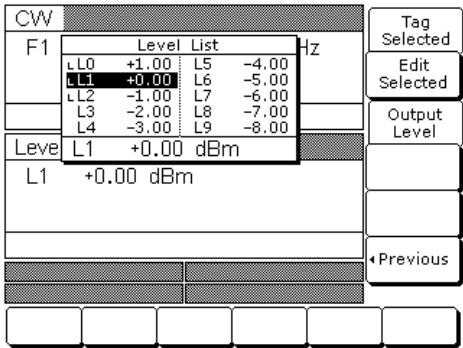 CW
F1
Hz
Level List
LL0 +1.00 L5 -4.00
LL1 +0.00 L6 -5.00
LL2 -1.00 L7 -6.00
L3 -2.00 L8 -7.00
L4 -3.00 L9 -8.00
L1 +0.00 dBm
Leve
L1 +0.00 dBm
Tag
Selected
Edit
Selected
Output
Level
Previous